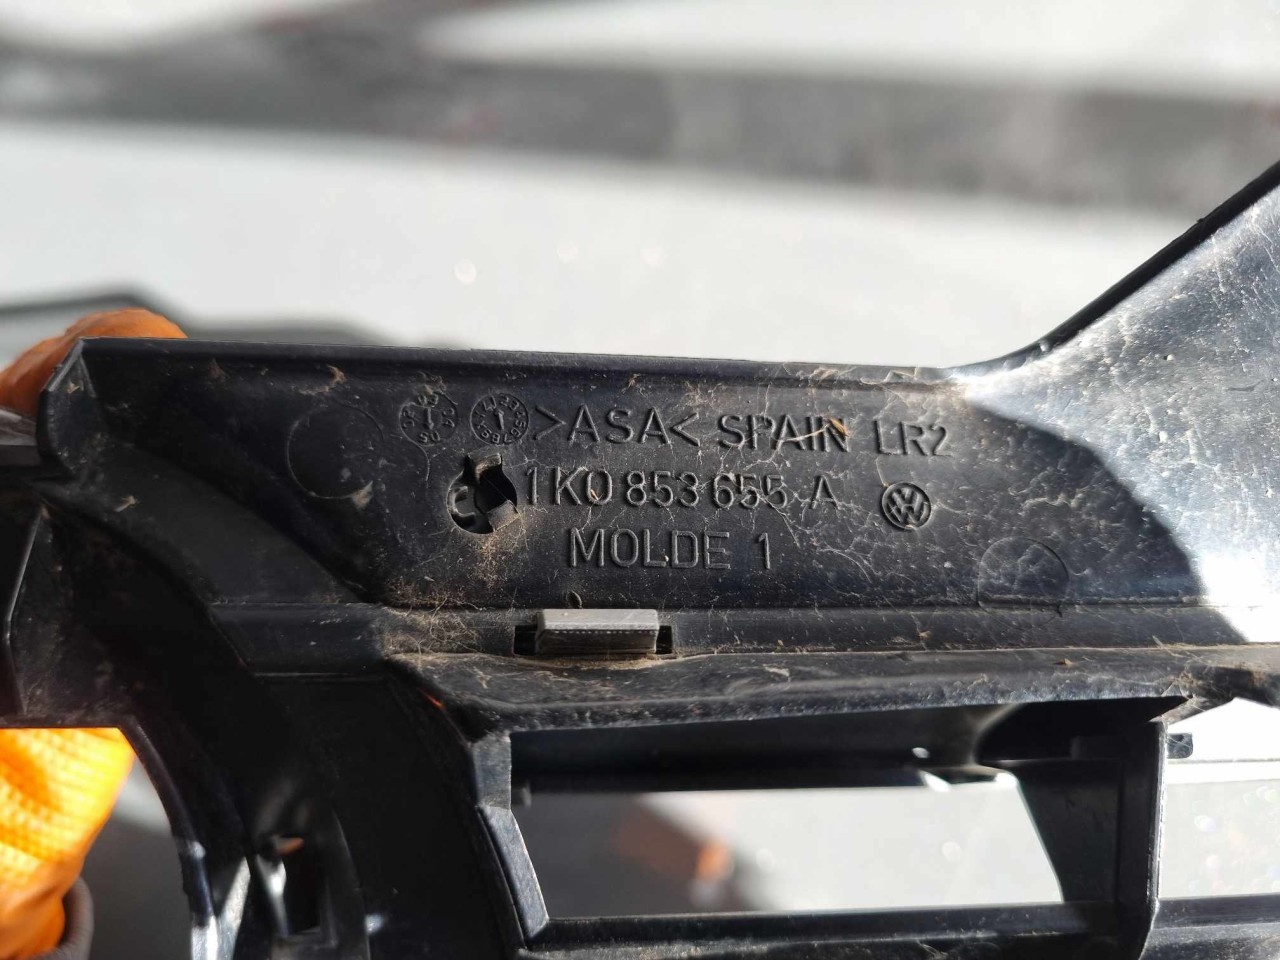 >ASA< SPAIN LR2
1K0 853 655 A
MOLDE 1